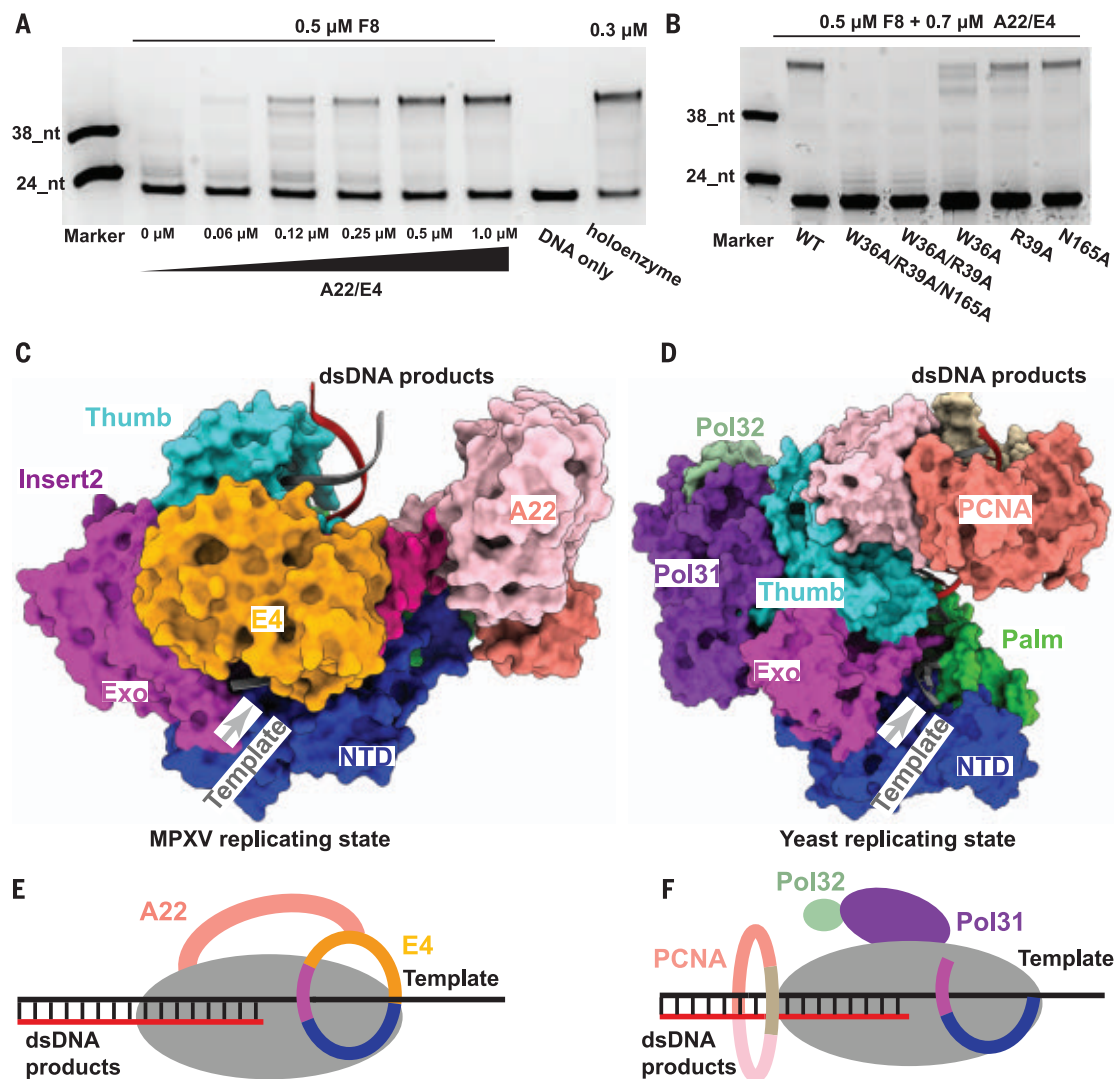 A
0.5 µM F8
0.3 µM
38_nt
24_nt
Marker
0 µM
0.06 µM
0.12 µM
0.25 µM
0.5 µM
1.0 µM
DNA only
holoenzyme
A22/E4
B
0.5 µM F8 + 0.7 µM A22/E4
38_nt
24_nt
Marker
WT
W36A/R39A/N165A
W36A/R39A
W36A
R39A
N165A
C
dsDNA products
Thumb
Insert2
A22
E4
Exo
Template
NTD
MPXV replicating state
D
dsDNA products
Pol32
PCNA
Pol31
Thumb
Palm
Exo
Template
NTD
Yeast replicating state
E
A22
E4
Template
dsDNA
products
F
Pol32
Pol31
PCNA
Template
dsDNA
products